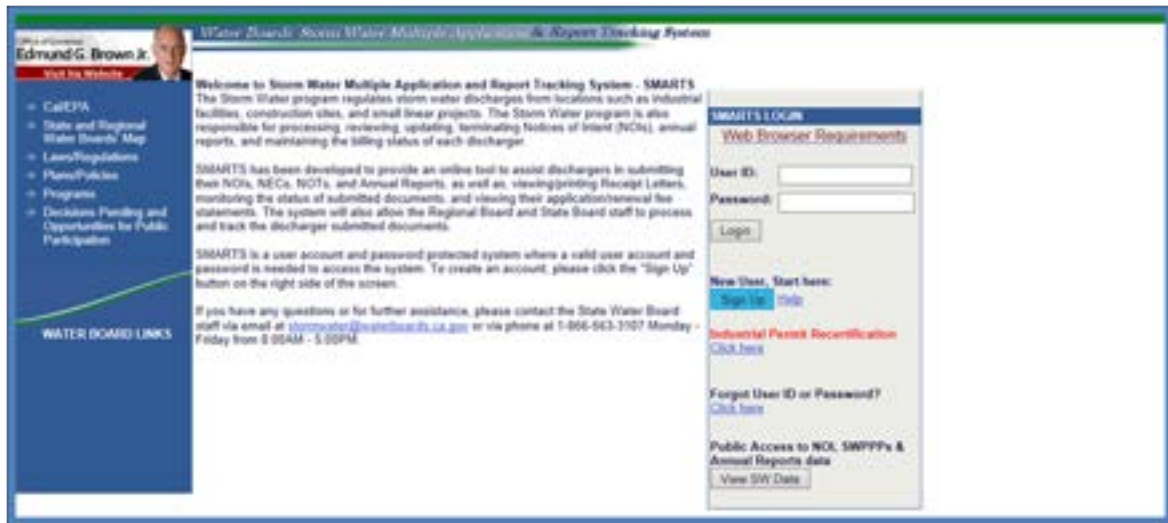 Office of Governor
Edmund G. Brown Jr.
Visit his Website
Water Boards Storm Water Multiple Application & Report Tracking System
CalEPA
State and Regional
Water Boards' Map
Laws/Regulations
Plans/Policies
Programs
Decisions Pending and
Opportunities for Public
Participation
WATER BOARD LINKS
Welcome to Storm Water Multiple Application and Report Tracking System - SMARTS
The Storm Water program regulates storm water discharges from locations such as industrial
facilities, construction sites, and small linear projects. The Storm Water program is also
responsible for processing, reviewing, updating, terminating Notices of Intent (NOIs), annual
reports, and maintaining the billing status of each discharger.
SMARTS has been developed to provide an online tool to assist dischargers in submitting
their NOIs, NECs, NOTs, and Annual Reports, as well as, viewing/printing Receipt Letters,
monitoring the status of submitted documents, and viewing their application/renewal fee
statements. The system will also allow the Regional Board and State Board staff to process
and track the discharger submitted documents.
SMARTS is a user account and password protected system where a valid user account and
password is needed to access the system. To create an account, please click the "Sign Up"
button on the right side of the screen.
If you have any questions or for further assistance, please contact the State Water Board
staff via email at stormwater@waterboards.ca.gov or via phone at 1-866-563-3107 Monday -
Friday from 8:00AM - 5:00PM.
SMARTS LOGIN
Web Browser Requirements
User ID:
Password:
Login
New User, Start here:
Sign Up Help
Industrial Permit Recertification
Click here
Forgot User ID or Password?
Click here
Public Access to NOI, SWPPPs &
Annual Reports data
View SW Data